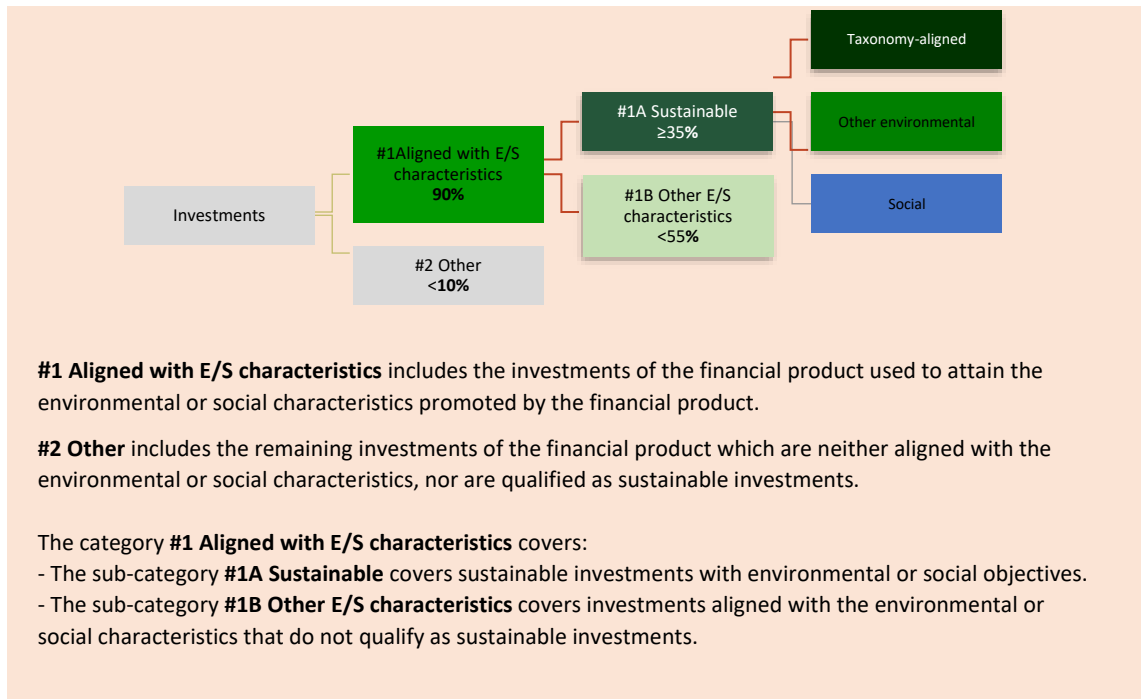 Taxonomy-aligned
#1A Sustainable
≥35%
Other environmental
#1Aligned with E/S
characteristics
90%
#1B Other E/S
characteristics
<55%
Investments
Social
#2 Other
<10%
#1 Aligned with E/S characteristics includes the investments of the financial product used to attain the
environmental or social characteristics promoted by the financial product.
#2 Other includes the remaining investments of the financial product which are neither aligned with the
environmental or social characteristics, nor are qualified as sustainable investments.
The category #1 Aligned with E/S characteristics covers:
- The sub-category #1A Sustainable covers sustainable investments with environmental or social objectives.
- The sub-category #1B Other E/S characteristics covers investments aligned with the environmental or
social characteristics that do not qualify as sustainable investments.